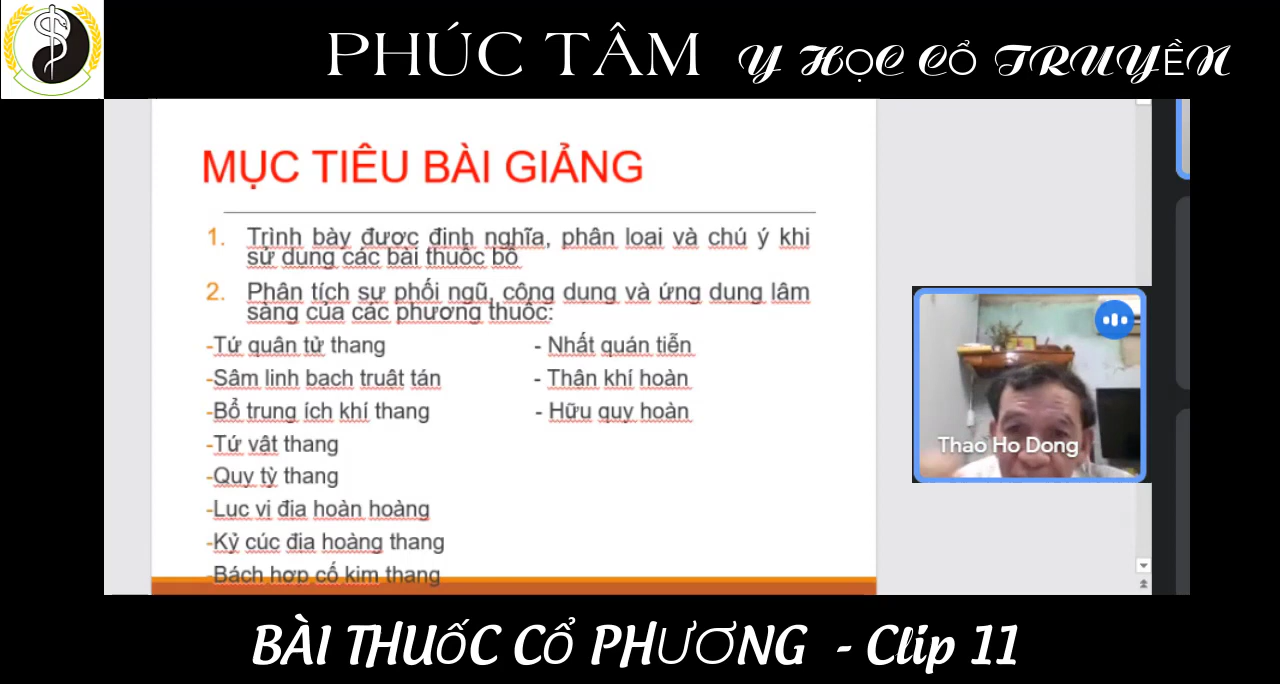 PHÚC TÂM Y HỌC CỔ TRUYỀN
MỤC TIÊU BÀI GIẢNG
1. Trình bày được định nghĩa, phân loại và chú ý khi
sử dụng các bài thuốc bổ
2. Phân tích sự phối ngũ, công dung và ứng dụng lâm
sàng của các phương thuốc:
-Tứ quân tử thang - Nhất quán tiễn
-Sâm linh bạch truật tán - Thận khí hoàn
-Bổ trung ích khí thang - Hữu quy hoàn
-Tứ vật thang
-Quy tỳ thang
-Lục vị địa hoàn hoàng
-Kỷ cúc địa hoàng thang
-Bách hợp cố kim thang
Thao Ho Dong
BÀI THUỐC CỔ PHƯƠNG - Clip 11